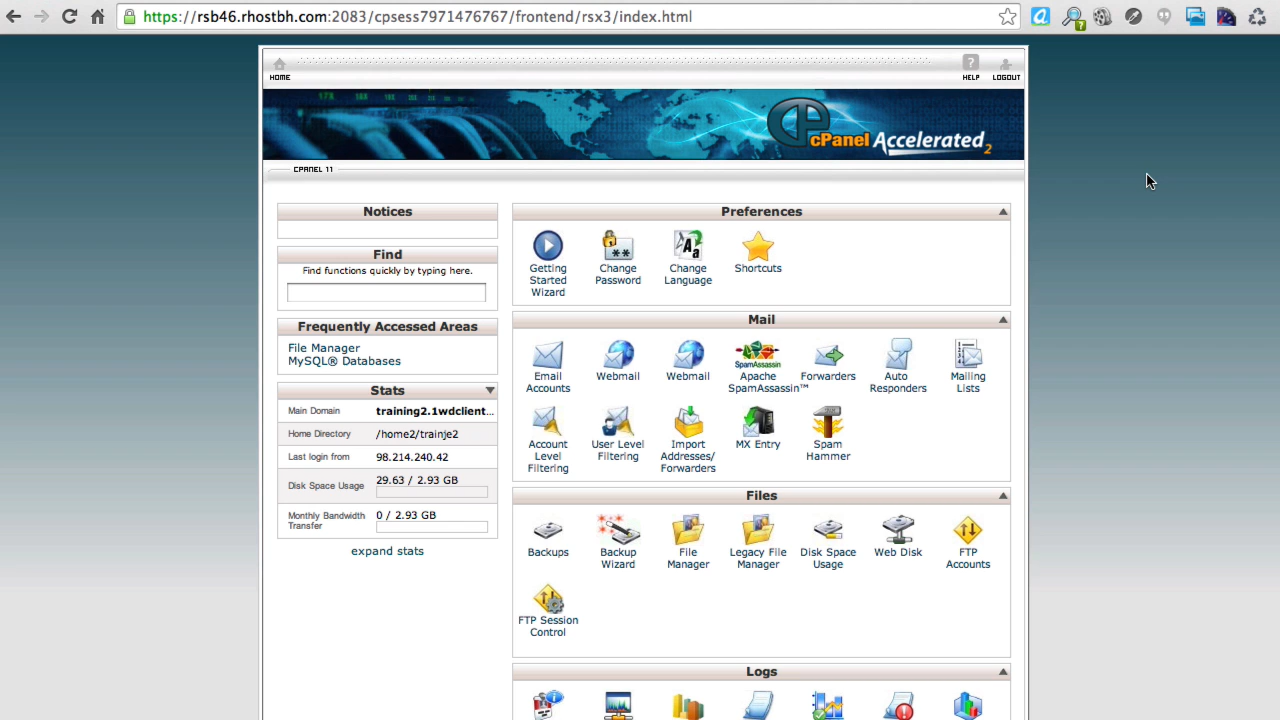 https://rsb46.rhostbh.com:2083/cpsess7971476767/frontend/rsx3/index.html
HOME
HELP
LOGOUT
cPanel Accelerated2
CPANEL 11
Notices
Find
Find functions quickly by typing here.
Frequently Accessed Areas
File Manager
MySQL® Databases
Stats
Main Domain training2.1wdclient...
Home Directory /home2/trainje2
Last login from 98.214.240.42
Disk Space Usage 29.63 / 2.93 GB
Monthly Bandwidth
Transfer
0 / 2.93 GB
expand stats
Preferences
Getting
Started
Wizard
Change
Password
Change
Language
Shortcuts
Mail
Email
Accounts
Webmail
Webmail
SpamAssassin
Apache
SpamAssassin™
Forwarders
Auto
Responders
Mailing
Lists
Account
Level
Filtering
User Level
Filtering
Import
Addresses/
Forwarders
MX Entry
Spam
Hammer
Files
Backups
Backup
Wizard
File
Manager
Legacy File
Manager
Disk Space
Usage
Web Disk
FTP
Accounts
FTP Session
Control
Logs